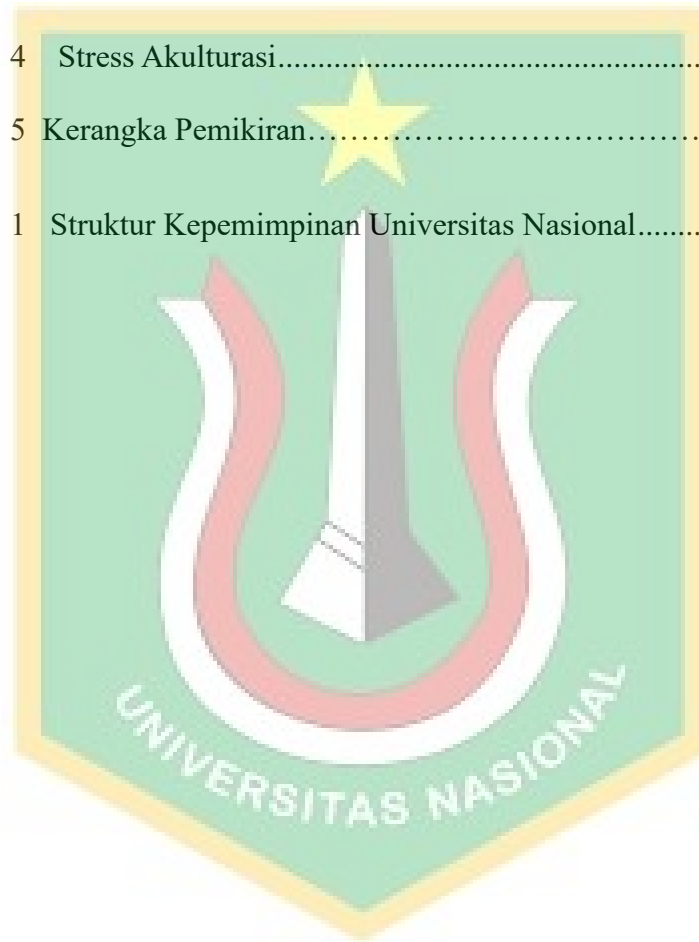 4 Stress Akulturasi...............................................
5 Kerangka Pemikiran………………………………
1 Struktur Kepemimpinan Universitas Nasional........
UNIVERSITAS NASIONAL